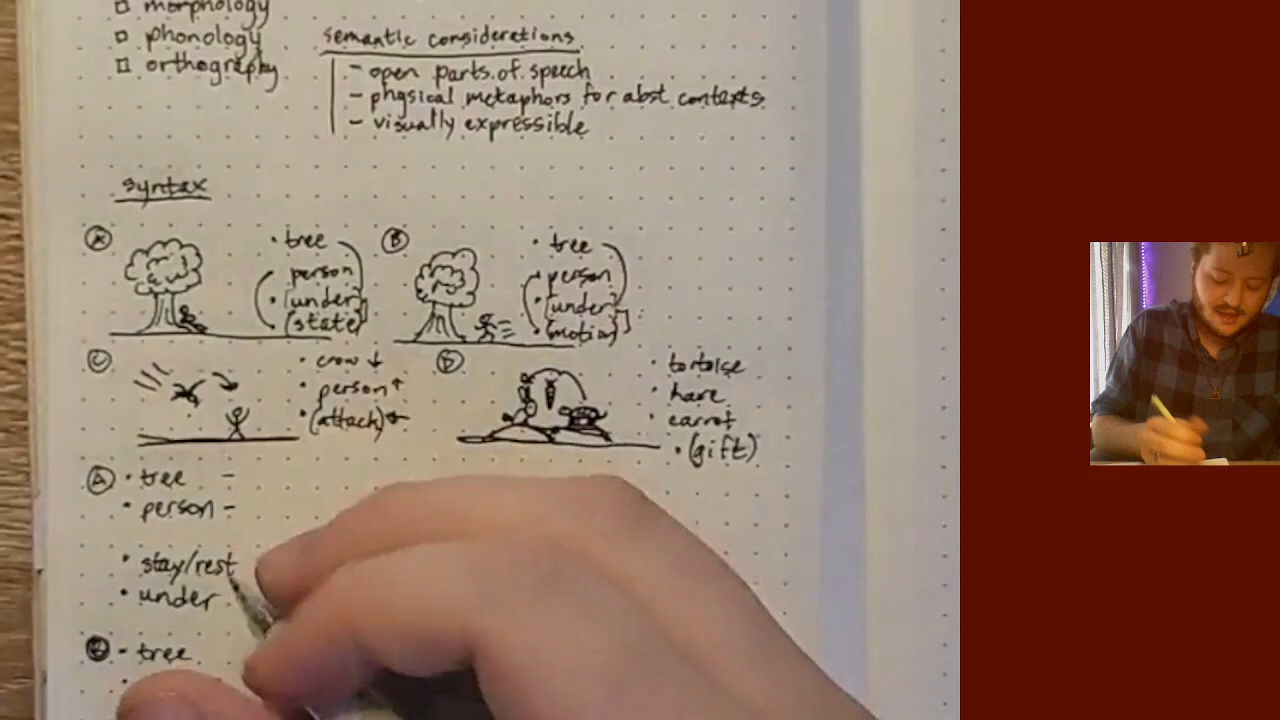 □ morphology
□ phonology
□ orthography
semantic considerations
- open parts of speech
- physical metaphors for abst contexts
- visually expressible
syntax
Ⓐ
• tree
person
• (under)
(state)
Ⓑ
• tree
• person
• (under)
• (motion)
Ⓒ
• crow ↓
• person ↑
• (attack) ←
Ⓓ
• tortoise
• hare
• carrot
• (gift)
Ⓐ • tree -
• person -
• stay/rest
• under
- tree